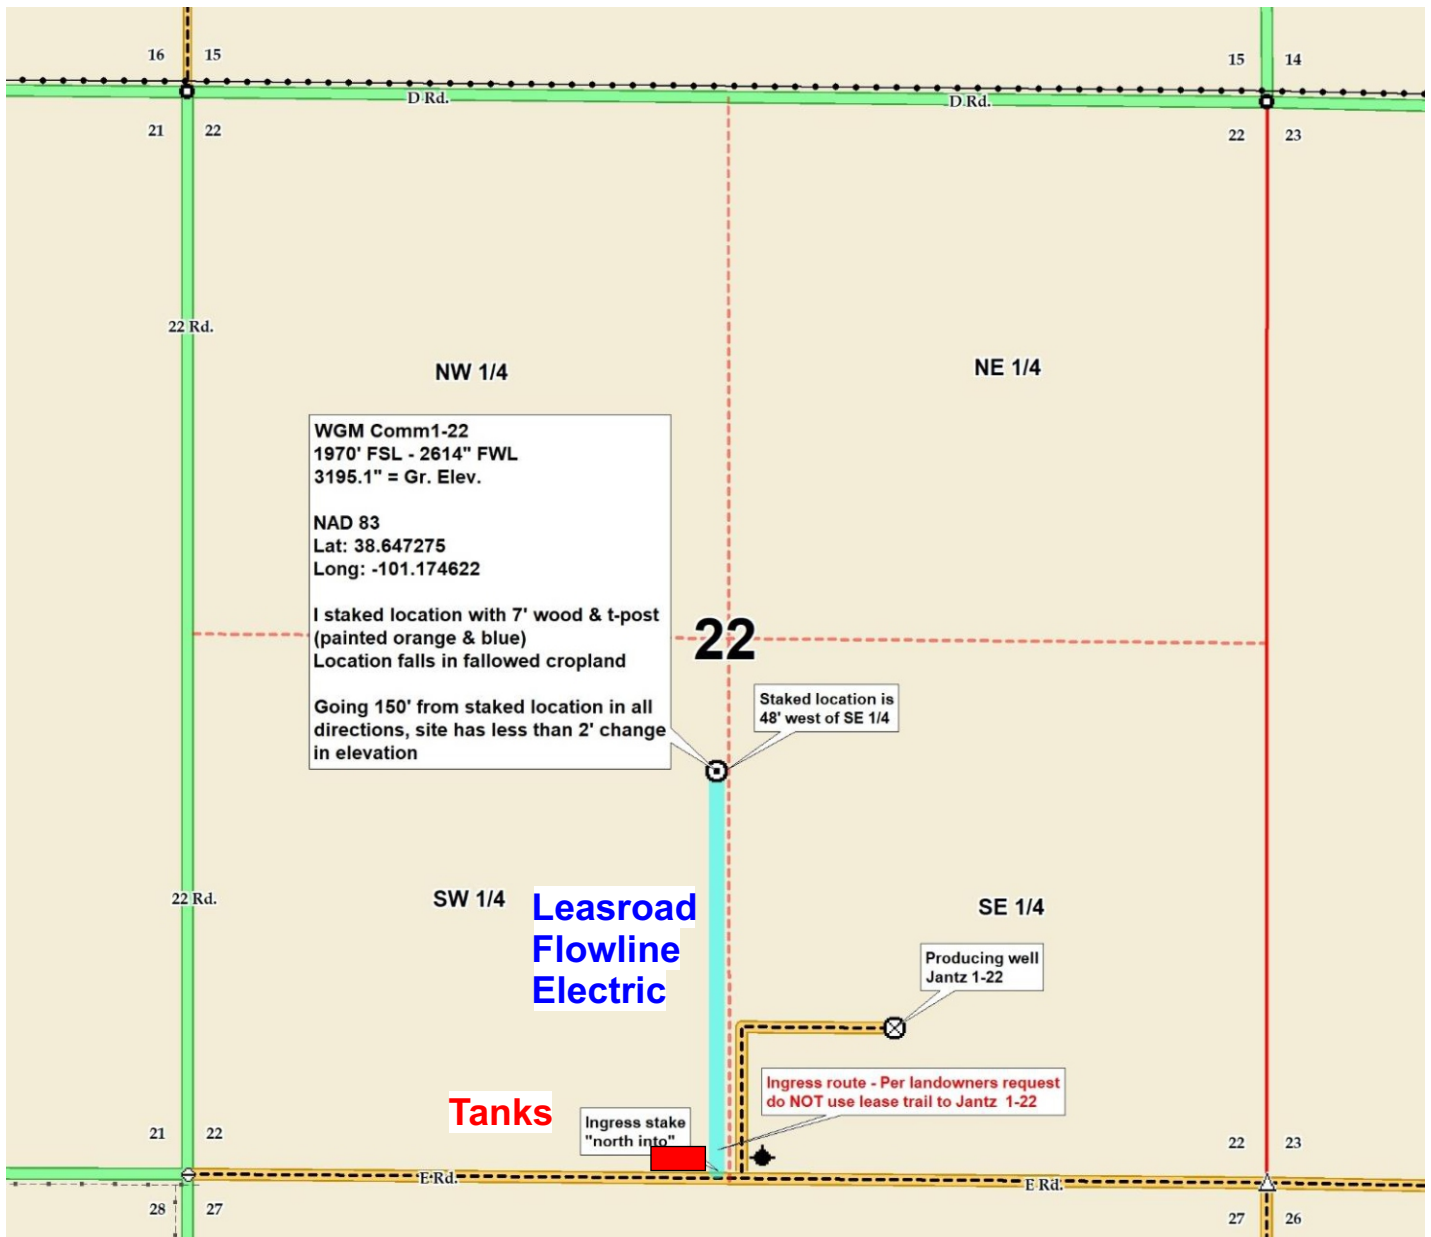 16 15
15 14
D Rd.
D Rd.
21 22
22 23
22 Rd.
NW 1/4
NE 1/4
WGM Comm1-22
1970' FSL - 2614" FWL
3195.1" = Gr. Elev.
NAD 83
Lat: 38.647275
Long: -101.174622
I staked location with 7' wood & t-post
(painted orange & blue)
Location falls in fallowed cropland
Going 150' from staked location in all
directions, site has less than 2' change
in elevation
22
Staked location is
48' west of SE 1/4
22 Rd.
SW 1/4
Leasroad
Flowline
Electric
SE 1/4
Producing well
Jantz 1-22
Ingress route - Per landowners request
do NOT use lease trail to Jantz 1-22
Tanks
Ingress stake
"north into"
21 22
22 23
E Rd.
E Rd.
28 27
27 26